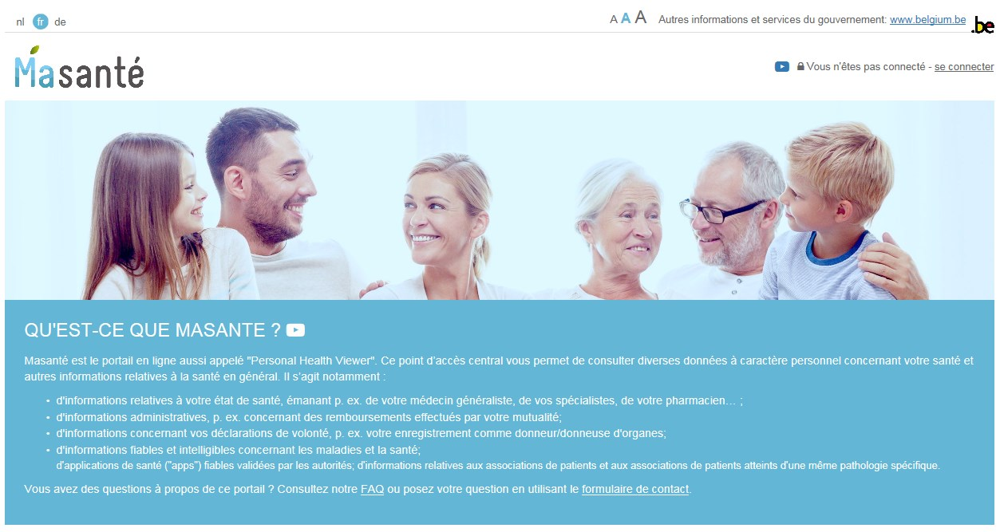 nl fr de
A A A Autres informations et services du gouvernement: www.belgium.be .be
Masanté
Vous n'êtes pas connecté - se connecter
QU'EST-CE QUE MASANTE ?
Masanté est le portail en ligne aussi appelé "Personal Health Viewer". Ce point d'accès central vous permet de consulter diverses données à caractère personnel concernant votre santé et
autres informations relatives à la santé en général. Il s'agit notamment :
• d'informations relatives à votre état de santé, émanant p. ex. de votre médecin généraliste, de vos spécialistes, de votre pharmacien… ;
• d'informations administratives, p. ex. concernant des remboursements effectués par votre mutualité;
• d'informations concernant vos déclarations de volonté, p. ex. votre enregistrement comme donneur/donneuse d'organes;
• d'informations fiables et intelligibles concernant les maladies et la santé;
d'applications de santé ("apps") fiables validées par les autorités; d'informations relatives aux associations de patients et aux associations de patients atteints d'une même pathologie spécifique.
Vous avez des questions à propos de ce portail ? Consultez notre FAQ ou posez votre question en utilisant le formulaire de contact.